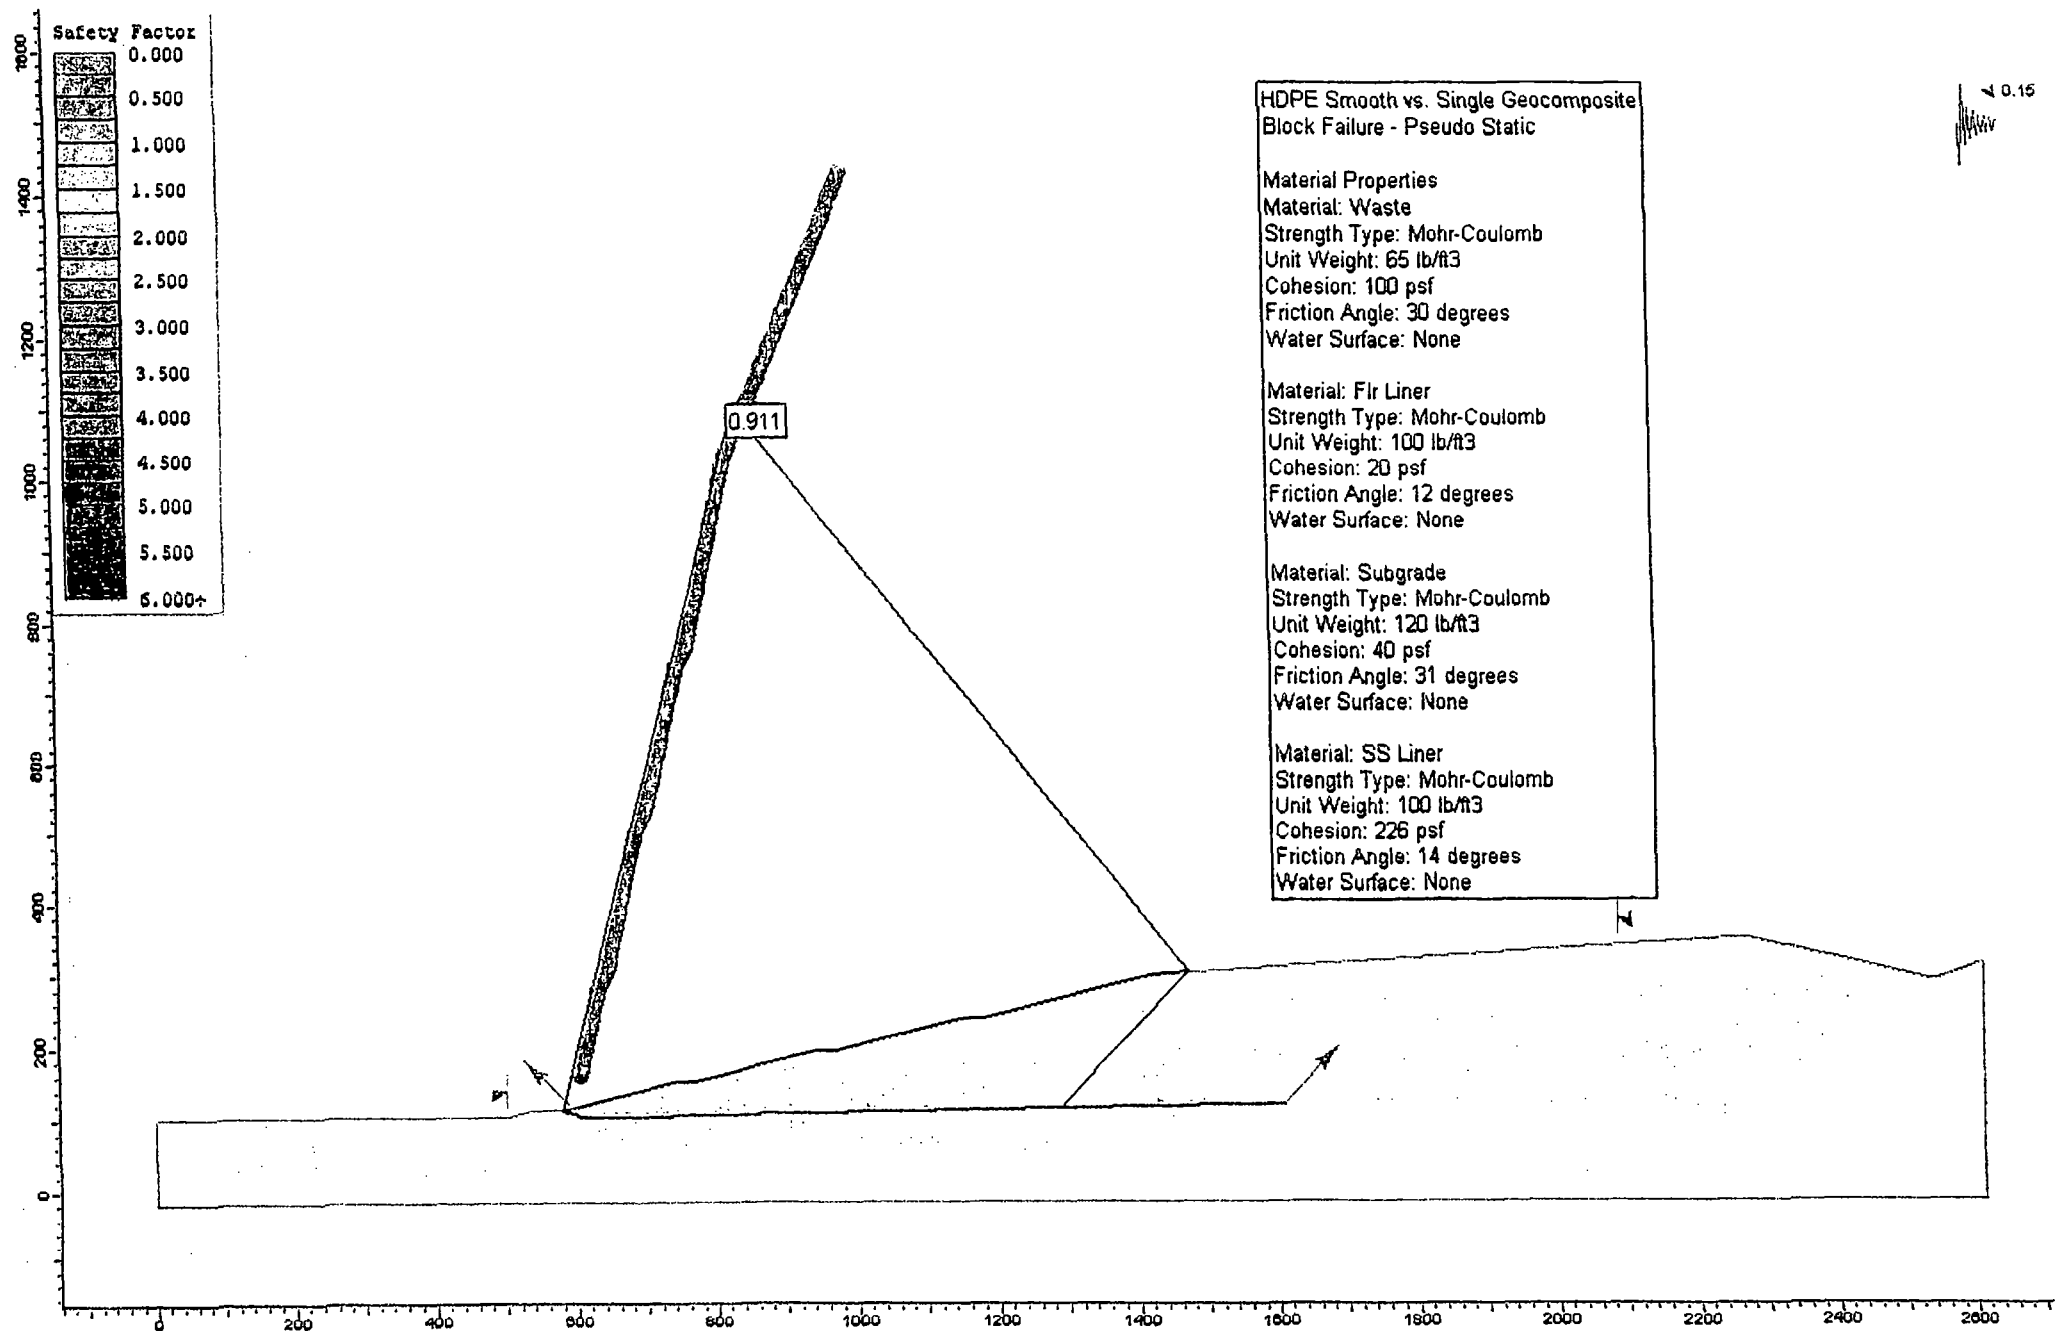 Safety Factor
0.000
0.500
1.000
1.500
2.000
2.500
3.000
3.500
4.000
4.500
5.000
5.500
6.000+
1600
1400
1200
1000
800
600
400
200
0
0.911
HDPE Smooth vs. Single Geocomposite
Block Failure - Pseudo Static
Material Properties
Material: Waste
Strength Type: Mohr-Coulomb
Unit Weight: 65 lb/ft3
Cohesion: 100 psf
Friction Angle: 30 degrees
Water Surface: None
Material: Flr Liner
Strength Type: Mohr-Coulomb
Unit Weight: 100 lb/ft3
Cohesion: 20 psf
Friction Angle: 12 degrees
Water Surface: None
Material: Subgrade
Strength Type: Mohr-Coulomb
Unit Weight: 120 lb/ft3
Cohesion: 40 psf
Friction Angle: 31 degrees
Water Surface: None
Material: SS Liner
Strength Type: Mohr-Coulomb
Unit Weight: 100 lb/ft3
Cohesion: 226 psf
Friction Angle: 14 degrees
Water Surface: None
0.15
0 200 400 600 800 1000 1200 1400 1600 1800 2000 2200 2400 2600